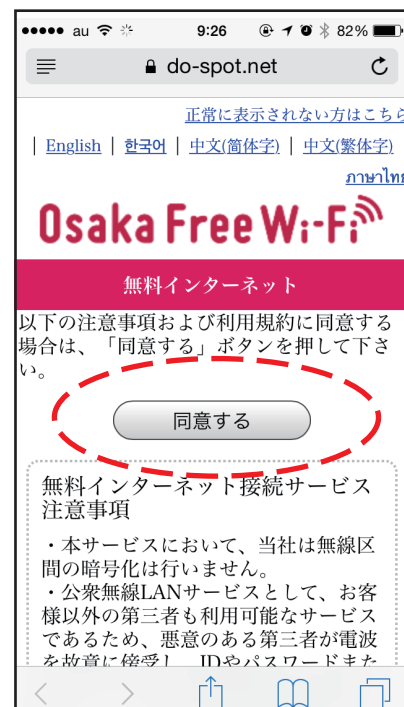 au 9:26 82%
do-spot.net
正常に表示されない方はこちら
| English | 한국어 | 中文(简体字) | 中文(繁体字)
ภาษาไทย
Osaka Free Wi-Fi
無料インターネット
以下の注意事項および利用規約に同意する
場合は、「同意する」ボタンを押して下さ
い。
同意する
無料インターネット接続サービス
注意事項
・本サービスにおいて、当社は無線区
間の暗号化は行いません。
・公衆無線LANサービスとして、お客
様以外の第三者も利用可能なサービス
であるため、悪意のある第三者が電波
を故意に傍受し、IDやパスワードまた